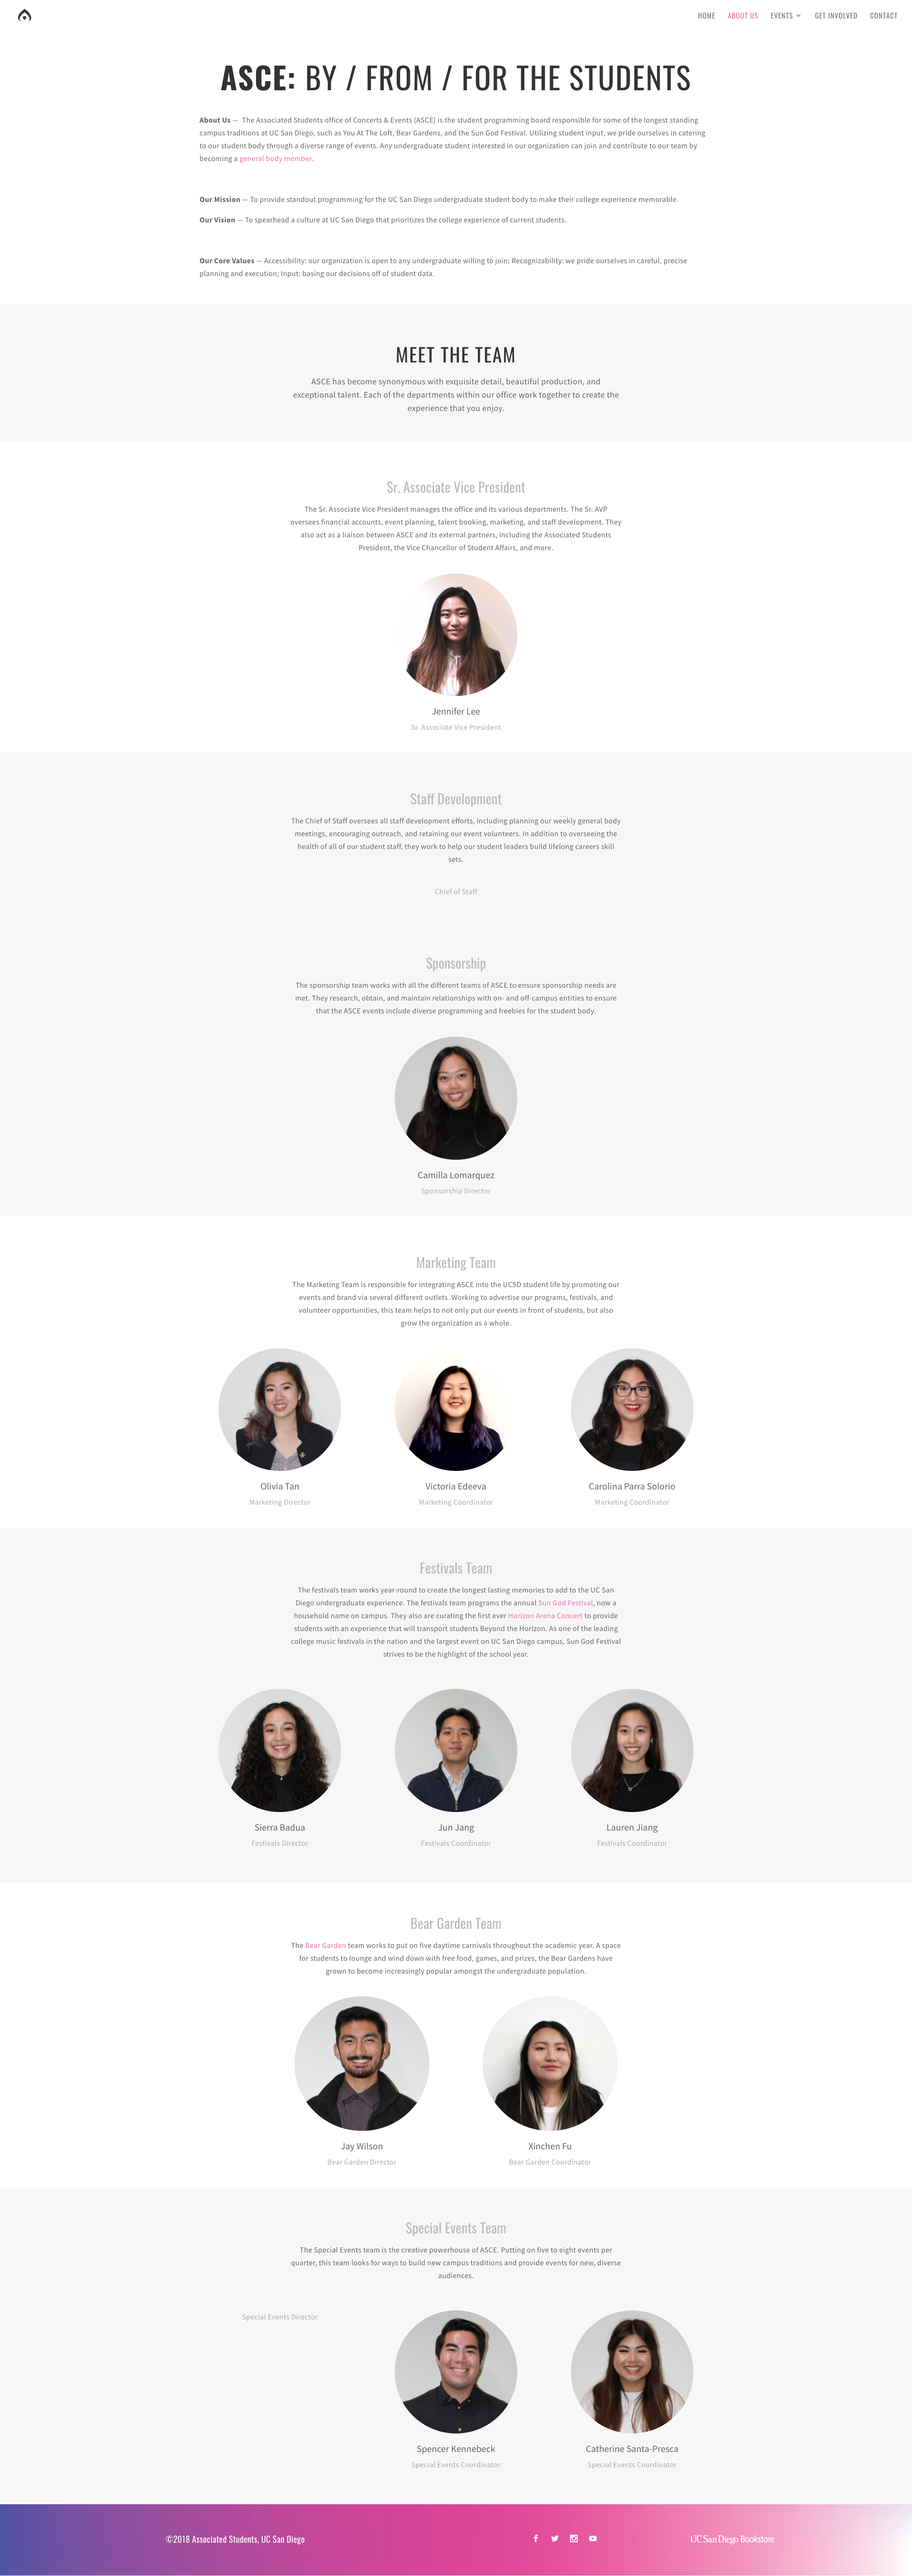 HOME ABOUT US EVENTS GET INVOLVED CONTACT
ASCE: BY / FROM / FOR THE STUDENTS
About Us — The Associated Students office of Concerts & Events (ASCE) is the student programming board responsible for some of the longest standing
campus traditions at UC San Diego, such as You At The Loft, Bear Gardens, and the Sun God Festival. Utilizing student input, we pride ourselves in catering
to our student body through a diverse range of events. Any undergraduate student interested in our organization can join and contribute to our team by
becoming a general body member.
Our Mission — To provide standout programming for the UC San Diego undergraduate student body to make their college experience memorable.
Our Vision — To spearhead a culture at UC San Diego that prioritizes the college experience of current students.
Our Core Values — Accessibility: our organization is open to any undergraduate willing to join; Recognizability: we pride ourselves in careful, precise
planning and execution; Input: basing our decisions off of student data.
MEET THE TEAM
ASCE has become synonymous with exquisite detail, beautiful production, and
exceptional talent. Each of the departments within our office work together to create the
experience that you enjoy.
Sr. Associate Vice President
The Sr. Associate Vice President manages the office and its various departments. The Sr. AVP
oversees financial accounts, event planning, talent booking, marketing, and staff development. They
also act as a liaison between ASCE and its external partners, including the Associated Students
President, the Vice Chancellor of Student Affairs, and more.
Jennifer Lee
Sr. Associate Vice President
Staff Development
The Chief of Staff oversees all staff development efforts, including planning our weekly general body
meetings, encouraging outreach, and retaining our event volunteers. In addition to overseeing the
health of all of our student staff, they work to help our student leaders build lifelong careers skill
sets.
Chief of Staff
Sponsorship
The sponsorship team works with all the different teams of ASCE to ensure sponsorship needs are
met. They research, obtain, and maintain relationships with on- and off-campus entities to ensure
that the ASCE events include diverse programming and freebies for the student body.
Camilla Lomarquez
Sponsorship Director
Marketing Team
The Marketing Team is responsible for integrating ASCE into the UCSD student life by promoting our
events and brand via several different outlets. Working to advertise our programs, festivals, and
volunteer opportunities, this team helps to not only put our events in front of students, but also
grow the organization as a whole.
Olivia Tan Victoria Edeeva Carolina Parra Solorio
Marketing Director Marketing Coordinator Marketing Coordinator
Festivals Team
The festivals team works year-round to create the longest lasting memories to add to the UC San
Diego undergraduate experience. The festivals team programs the annual Sun God Festival, now a
household name on campus. They also are curating the first ever Horizon Arena Concert to provide
students with an experience that will transport students Beyond the Horizon. As one of the leading
college music festivals in the nation and the largest event on UC San Diego campus, Sun God Festival
strives to be the highlight of the school year.
Sierra Badua Jun Jang Lauren Jiang
Festivals Director Festivals Coordinator Festivals Coordinator
Bear Garden Team
The Bear Garden team works to put on five daytime carnivals throughout the academic year. A space
for students to lounge and wind down with free food, games, and prizes, the Bear Gardens have
grown to become increasingly popular amongst the undergraduate population.
Jay Wilson Xinchen Fu
Bear Garden Director Bear Garden Coordinator
Special Events Team
The Special Events team is the creative powerhouse of ASCE. Putting on five to eight events per
quarter, this team looks for ways to build new campus traditions and provide events for new, diverse
audiences.
Special Events Director
Spencer Kennebeck Catherine Santa-Presca
Special Events Coordinator Special Events Coordinator
©2018 Associated Students, UC San Diego UC San Diego Bookstore